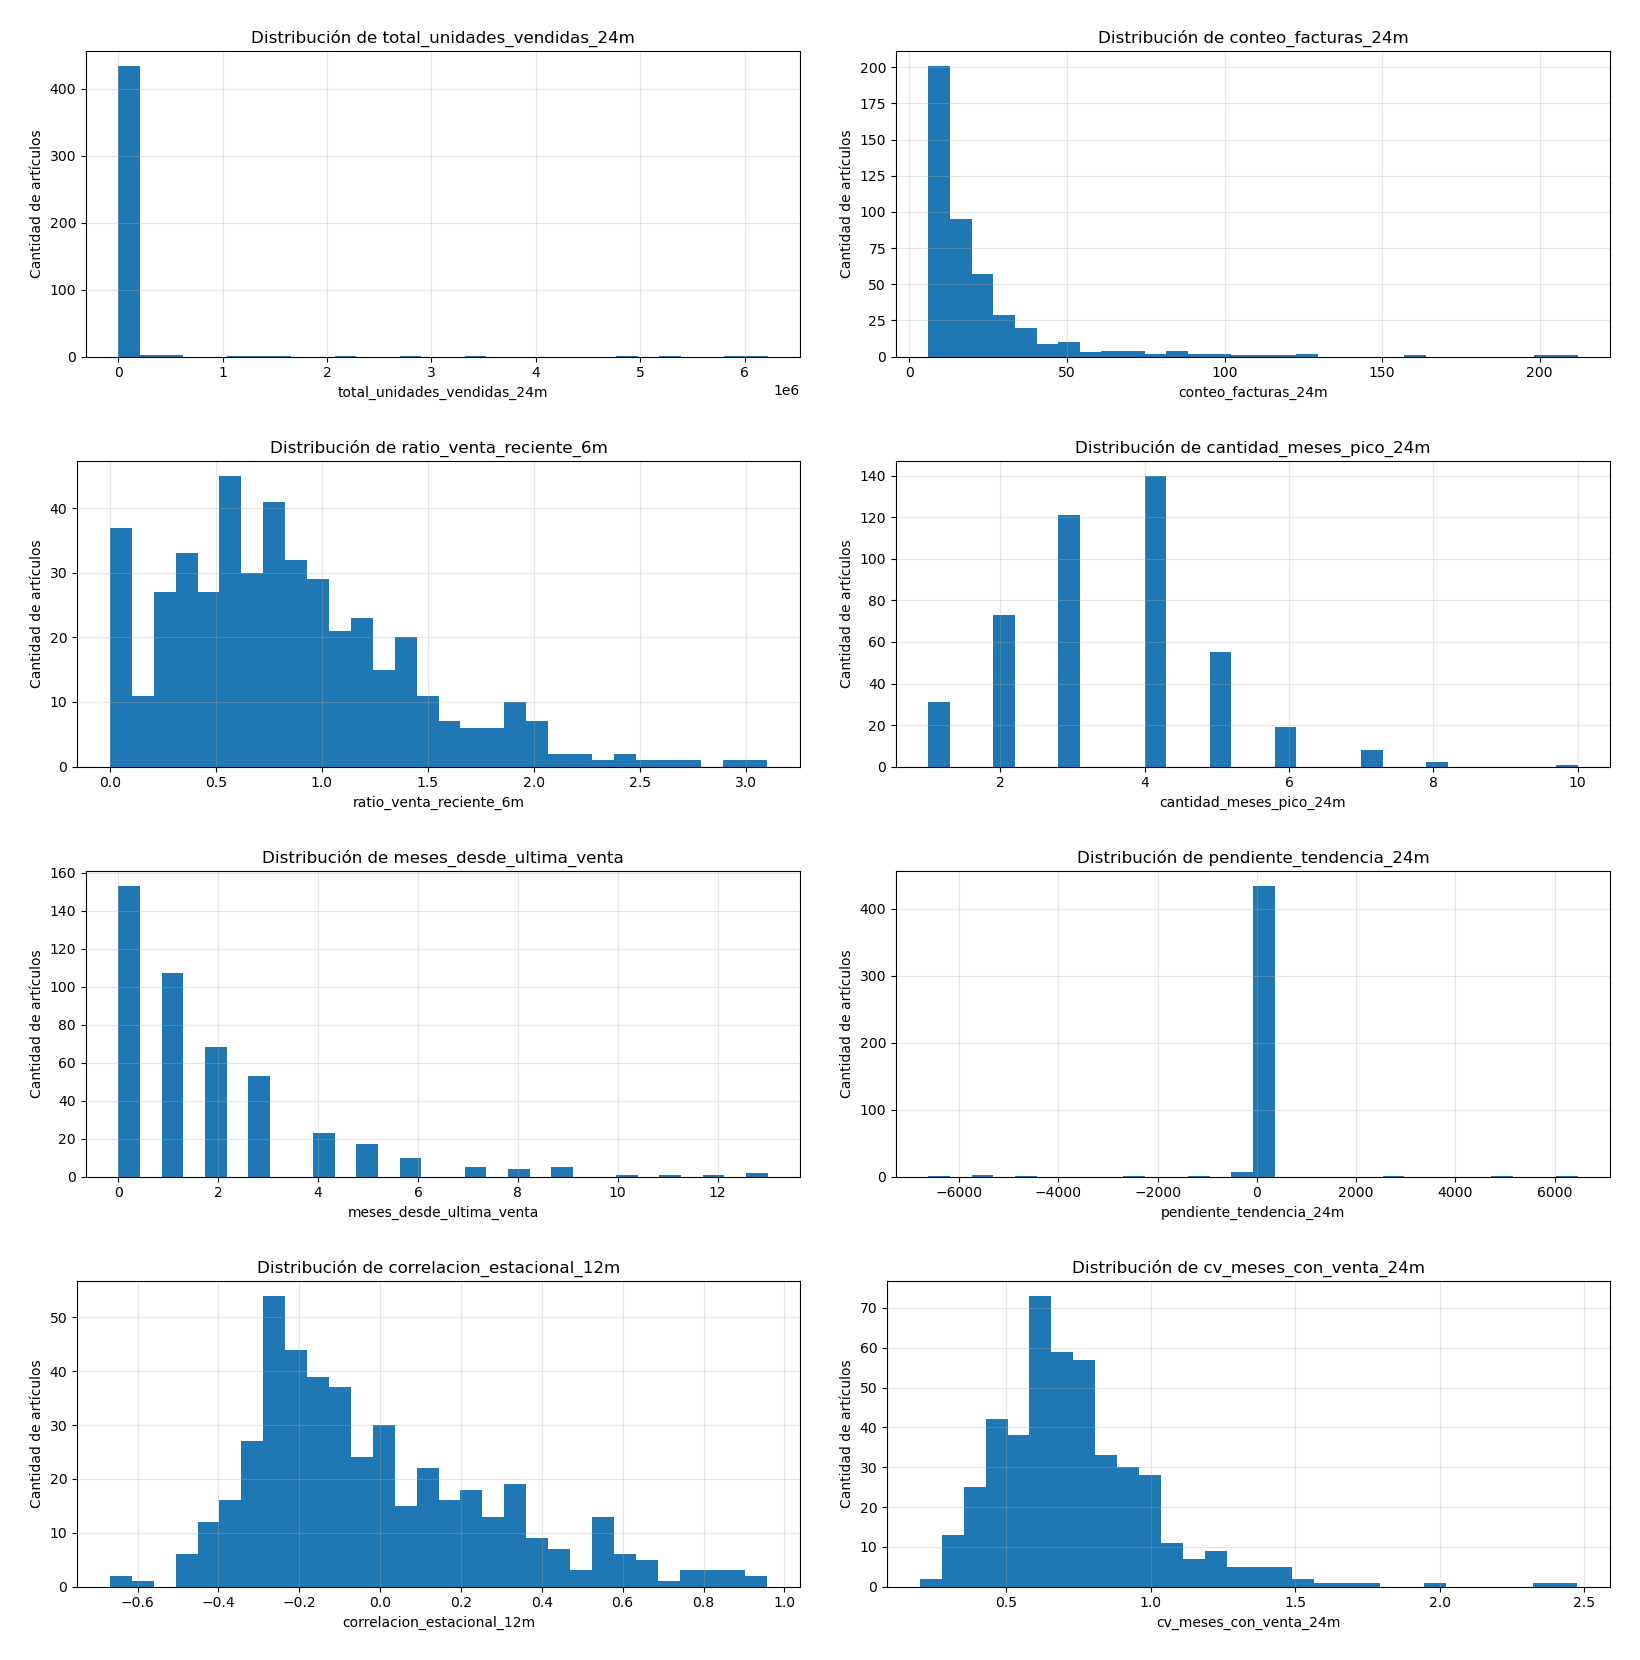 Distribución de total_unidades_vendidas_24m
Cantidad de artículos
400
300
200
100
0
0 1 2 3 4 5 6
1e6
total_unidades_vendidas_24m
Distribución de conteo_facturas_24m
Cantidad de artículos
200
175
150
125
100
75
50
25
0
0 50 100 150 200
conteo_facturas_24m
Distribución de ratio_venta_reciente_6m
Cantidad de artículos
40
30
20
10
0
0.0 0.5 1.0 1.5 2.0 2.5 3.0
ratio_venta_reciente_6m
Distribución de cantidad_meses_pico_24m
Cantidad de artículos
140
120
100
80
60
40
20
0
2 4 6 8 10
cantidad_meses_pico_24m
Distribución de meses_desde_ultima_venta
Cantidad de artículos
160
140
120
100
80
60
40
20
0
0 2 4 6 8 10 12
meses_desde_ultima_venta
Distribución de pendiente_tendencia_24m
Cantidad de artículos
400
300
200
100
0
−6000 −4000 −2000 0 2000 4000 6000
pendiente_tendencia_24m
Distribución de correlacion_estacional_12m
Cantidad de artículos
50
40
30
20
10
0
−0.6 −0.4 −0.2 0.0 0.2 0.4 0.6 0.8 1.0
correlacion_estacional_12m
Distribución de cv_meses_con_venta_24m
Cantidad de artículos
70
60
50
40
30
20
10
0
0.5 1.0 1.5 2.0 2.5
cv_meses_con_venta_24m